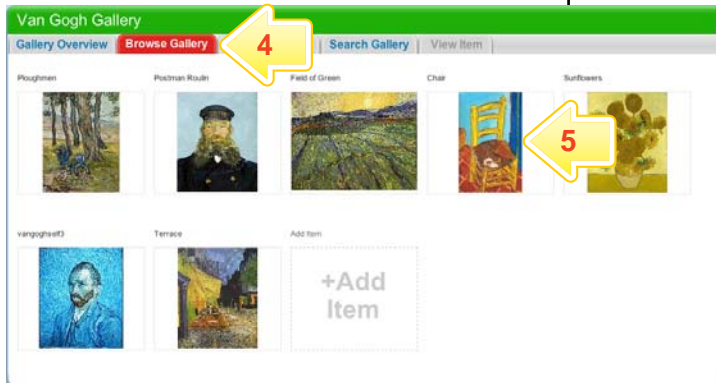 Van Gogh Gallery
Gallery Overview Browse Gallery 4 Search Gallery View Item
Ploughmen Postman Roulin Field of Green Chair Sunflowers
5
vangoghself3 Terrace Add Item
+Add
Item